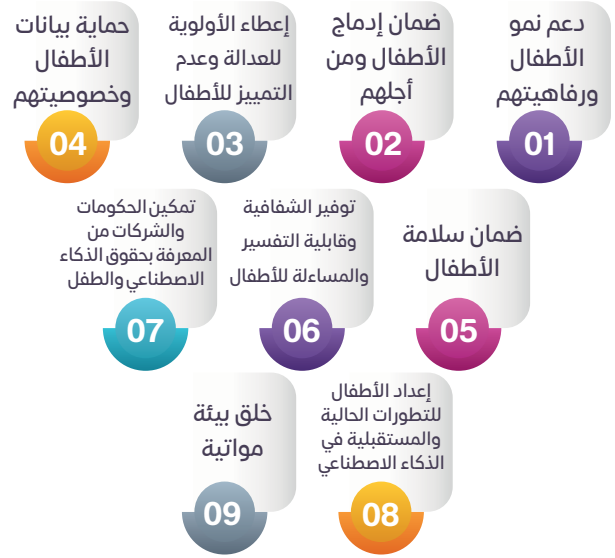 دعم نمو
الأطفال
ورفاهيتهم
01
ضمان إدماج
الأطفال ومن
أجلهم
02
إعطاء الأولوية
للعدالة وعدم
التمييز للأطفال
03
حماية بيانات
الأطفال
وخصوصيتهم
04
ضمان سلامة
الأطفال
05
توفير الشفافية
وقابلية التفسير
والمساءلة للأطفال
06
تمكين الحكومات
والشركات من
المعرفة بحقوق الذكاء
الاصطناعي والطفل
07
إعداد الأطفال
للتطورات الحالية
والمستقبلية في
الذكاء الاصطناعي
08
خلق بيئة
مواتية
09